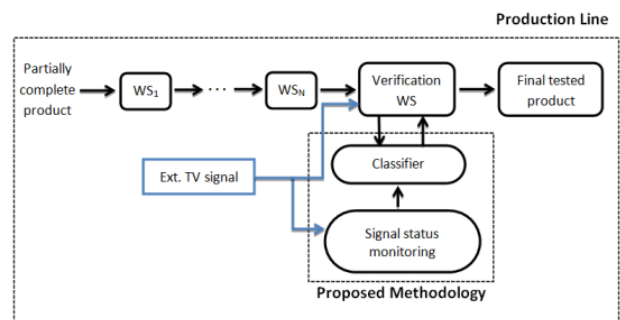 Production Line
Partially
complete
product
WS1
...
WSN
Verification
WS
Final tested
product
Ext. TV signal
Classifier
Signal status
monitoring
Proposed Methodology